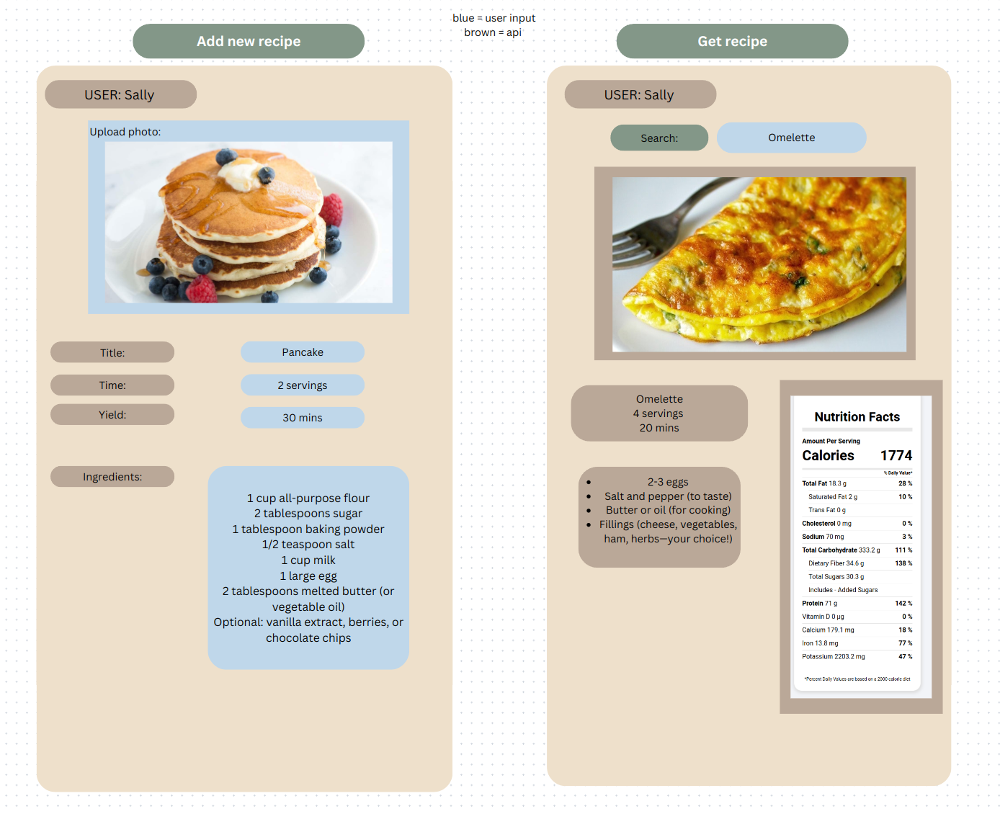 blue = user input
brown = api
Add new recipe
USER: Sally
Upload photo:
Title:
Pancake
Time:
2 servings
Yield:
30 mins
Ingredients:
1 cup all-purpose flour
2 tablespoons sugar
1 tablespoon baking powder
1/2 teaspoon salt
1 cup milk
1 large egg
2 tablespoons melted butter (or
vegetable oil)
Optional: vanilla extract, berries, or
chocolate chips
Get recipe
USER: Sally
Search:
Omelette
Omelette
4 servings
20 mins
• 2-3 eggs
• Salt and pepper (to taste)
• Butter or oil (for cooking)
• Fillings (cheese, vegetables,
ham, herbs—your choice!)
Nutrition Facts
Amount Per Serving
Calories 1774
% Daily Value*
Total Fat 18.3 g 28 %
Saturated Fat 2 g 10 %
Trans Fat 0 g
Cholesterol 0 mg 0 %
Sodium 70 mg 3 %
Total Carbohydrate 333.2 g 111 %
Dietary Fiber 34.6 g 138 %
Total Sugars 30.3 g
Includes - Added Sugars
Protein 71 g 142 %
Vitamin D 0 µg 0 %
Calcium 179.1 mg 18 %
Iron 13.8 mg 77 %
Potassium 2203.2 mg 47 %
*Percent Daily Values are based on a 2000 calorie diet